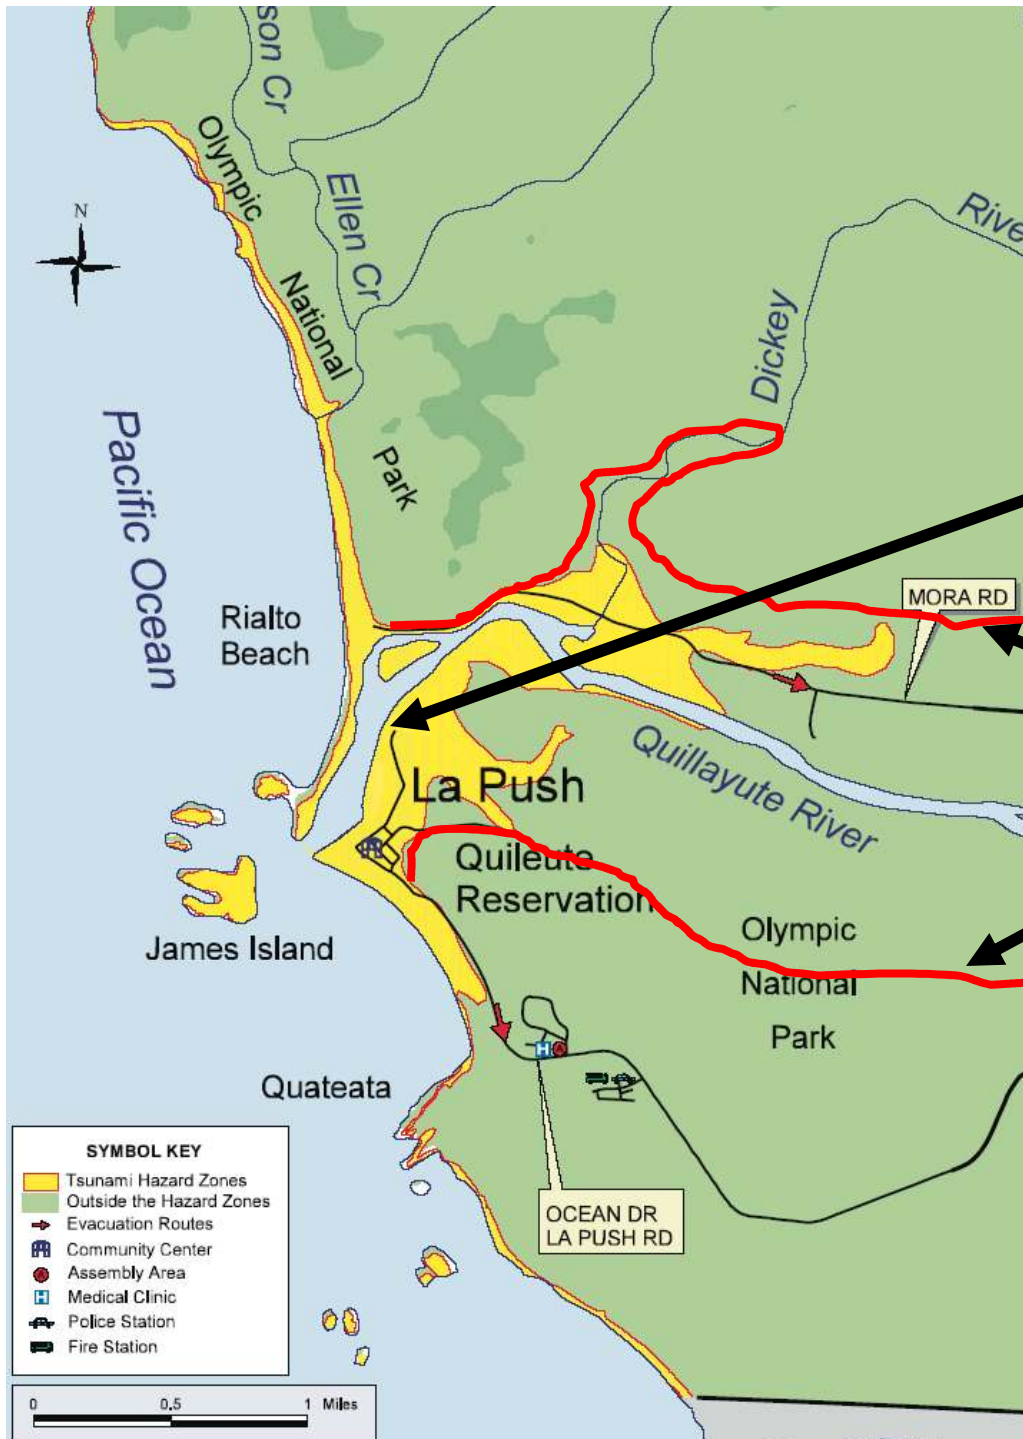 son Cr
Olympic
Ellen Cr
N
National
Dickey
Pacific Ocean
Park
MORA RD
Rialto
Beach
Quillayute River
La Push
Quileute
Reservation
James Island
Olympic
National
Park
Quateata
OCEAN DR
LA PUSH RD
SYMBOL KEY
Tsunami Hazard Zones
Outside the Hazard Zones
Evacuation Routes
Community Center
A Assembly Area
H Medical Clinic
Police Station
Fire Station
0 0.5 1 Miles
H A